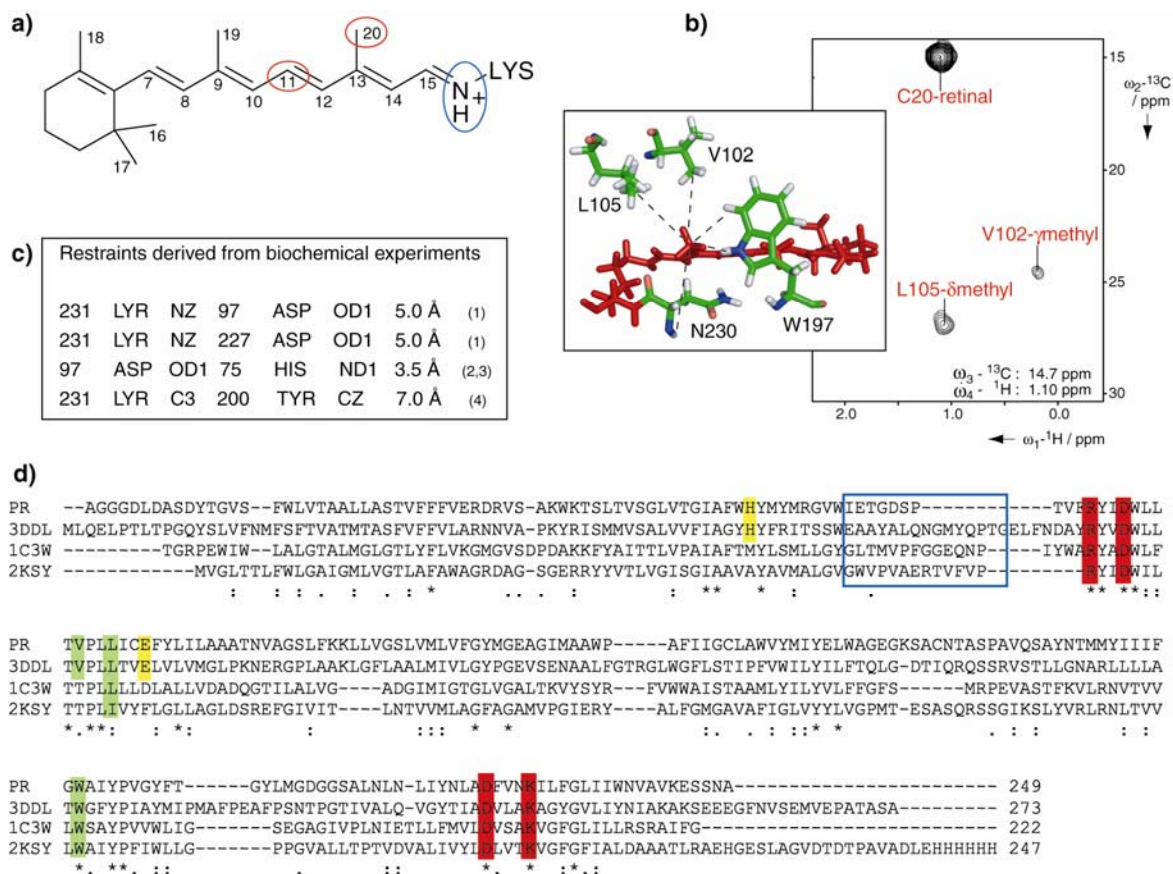 a)
18
19
20
LYS
7
8
9
10
11
12
13
14
15
N
+
H
16
17
b)
15
20
25
30
ω2-13C
/ ppm
C20-retinal
V102-γmethyl
L105-δmethyl
ω3 - 13C : 14.7 ppm
ω4 - 1H : 1.10 ppm
2.0 1.0 0.0
ω1-1H / ppm
V102
L105
N230
W197
c)
Restraints derived from biochemical experiments
231 LYR NZ 97 ASP OD1 5.0 Å (1)
231 LYR NZ 227 ASP OD1 5.0 Å (1)
97 ASP OD1 75 HIS ND1 3.5 Å (2,3)
231 LYR C3 200 TYR CZ 7.0 Å (4)
d)
PR --AGGGDLDASDYTGVS--FWLVTAALLASTVFFFVERDRVS-AKWKTSLTVSGLVTGIAFWHYMYMRGVWIETGDSP----------TVFRYIDWLL
3DDL MLQELPTLTPGQYSLVFNMFSFTVATMTASFVFFVLARNNVA-PKYRISMMVSALVVFIAGYHYFRITSSWEAAYALQNGMYQPTGELFNDAYRYVDWLL
1C3W ----------TGRPEWIW--LALGTALMGLGTLYFLVKGMGVSDPDAKKFYAITTLVPAIAFTMYLSMLLGYGLTMVPFGGEQNP-----IYWARYADWLF
2KSY ------------MVGLTTLFWLGAIGMLVGTLAFAWAGRDAG-SGERRYYVTLVGISGIAAVAYAVMALGVGWVPVAERTVFVP---------RYIDWIL
PR TVPLLICEFYLILAAATNVAGSLFKKLLVGSLVMLVFGYMGEAGIMAAWP-----AFIIGCLAWVYMIYELWAGEGKSACNTASPAVQSAYNTMMYIIIF
3DDL TVPLLTVELVLVMGLPKNERGPLAAKLGFLAALMIVLGYPGEVSENAALFGTRGLWGFLSTIPFVWILYILFTQLG-DTIQRQSSRVSTLLGNARLLLLA
1C3W TTPLLLLDLALLVDADQGTILALVG----ADGIMIGTGLVGALTKVYSYR----FVWWAISTAAMLYILYVLFFGFS------MRPEVASTFKVLRNVTVV
2KSY TTPLIVYFLGLLAGLDSREFGIVIT----LNTVVMLAGFAGAMVPGIERY----ALFGMGAVAFIGLVYYLVGPMT-ESASQRSSGIKSLYVRLRNLTVV
PR GWAIYPVGYFT------GYLMGDGGSALNLN-LIYNLADFVNKILFGLIIWNVAVKESSNA---------------- 249
3DDL TWGFYPIAYMIPMAFPEAFPSNTPGTIVALQ-VGYTIADVLAKAGYGVLIYNIAKAKSEEEGFNVSEMVEPATASA--------- 273
1C3W LWSAYPVVWLIG------SEGAGIVPLNIETLLFMVLDVSAKVGFGLILLRSRAIFG------------------- 222
2KSY LWAIYPFIWLLG------PPGVALLTPTVDVALIVYLDLVTKVGFGFIALDAAATLRAEHGESLAGVDTDTPAVADLEHHHHHH 247